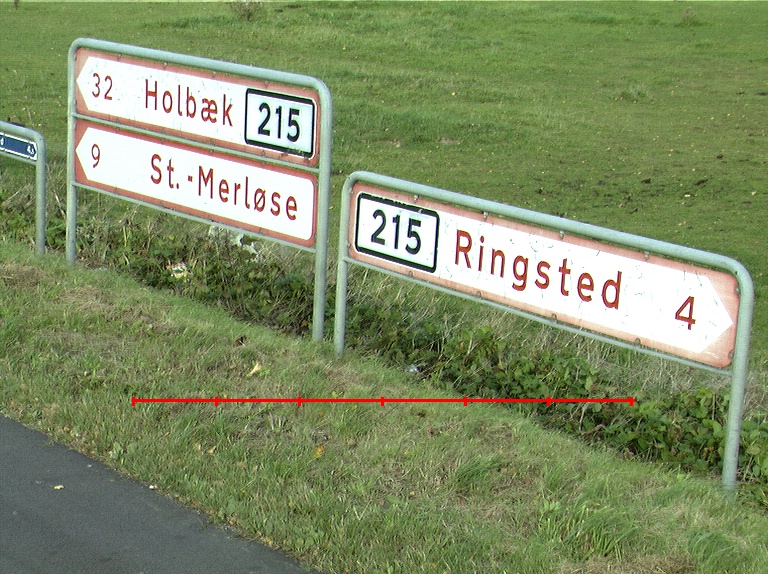 32 Holbæk 215
9 St.-Merløse
215 Ringsted 4